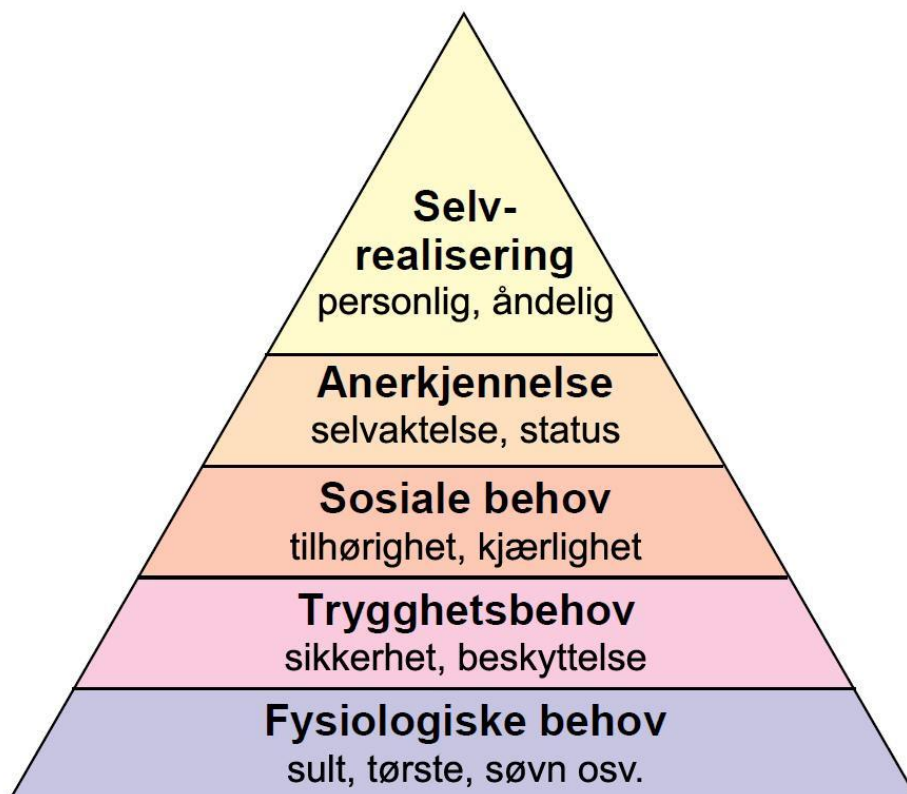 Selv-
realisering
personlig, åndelig
Anerkjennelse
selvaktelse, status
Sosiale behov
tilhørighet, kjærlighet
Trygghetsbehov
sikkerhet, beskyttelse
Fysiologiske behov
sult, tørste, søvn osv.